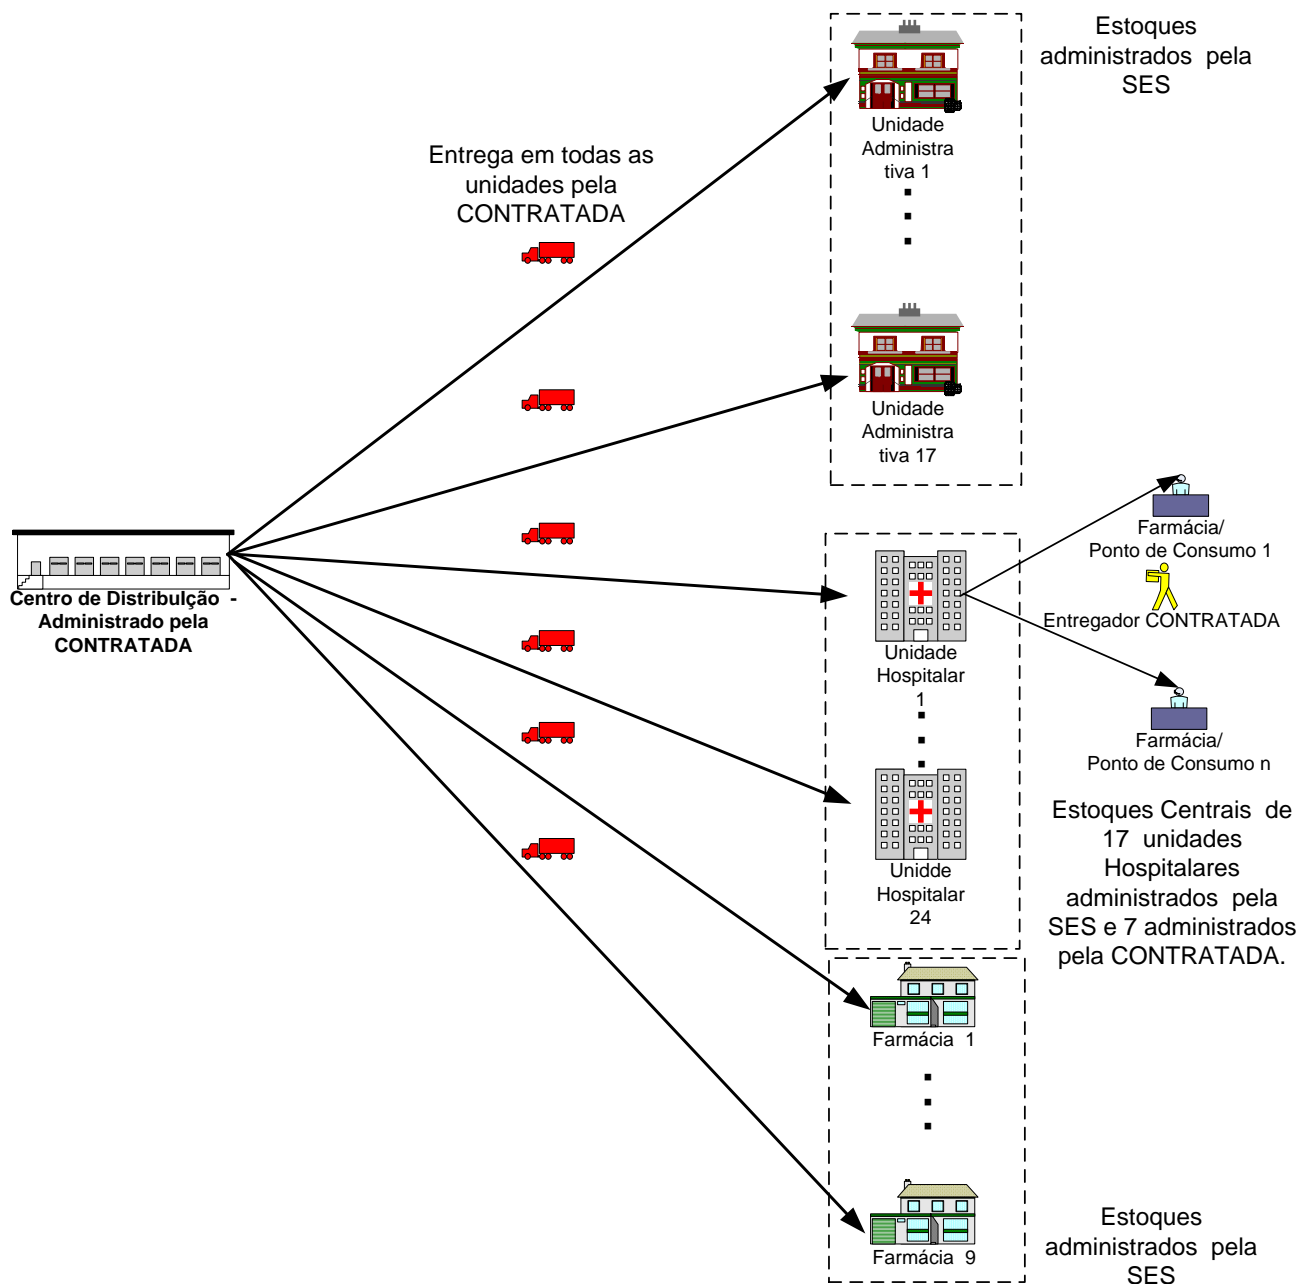 Estoques
administrados pela
SES
Unidade
Administra
tiva 1
Entrega em todas as
unidades pela
CONTRATADA
Unidade
Administra
tiva 17
Farmácia/
Ponto de Consumo 1
Entregador CONTRATADA
Centro de Distribulção -
Administrado pela
CONTRATADA
Unidade
Hospitalar
1
Farmácia/
Ponto de Consumo n
Unidde
Hospitalar
24
Estoques Centrais de
17 unidades
Hospitalares
administrados pela
SES e 7 administrados
pela CONTRATADA.
Farmácia 1
Farmácia 9
Estoques
administrados pela
SES